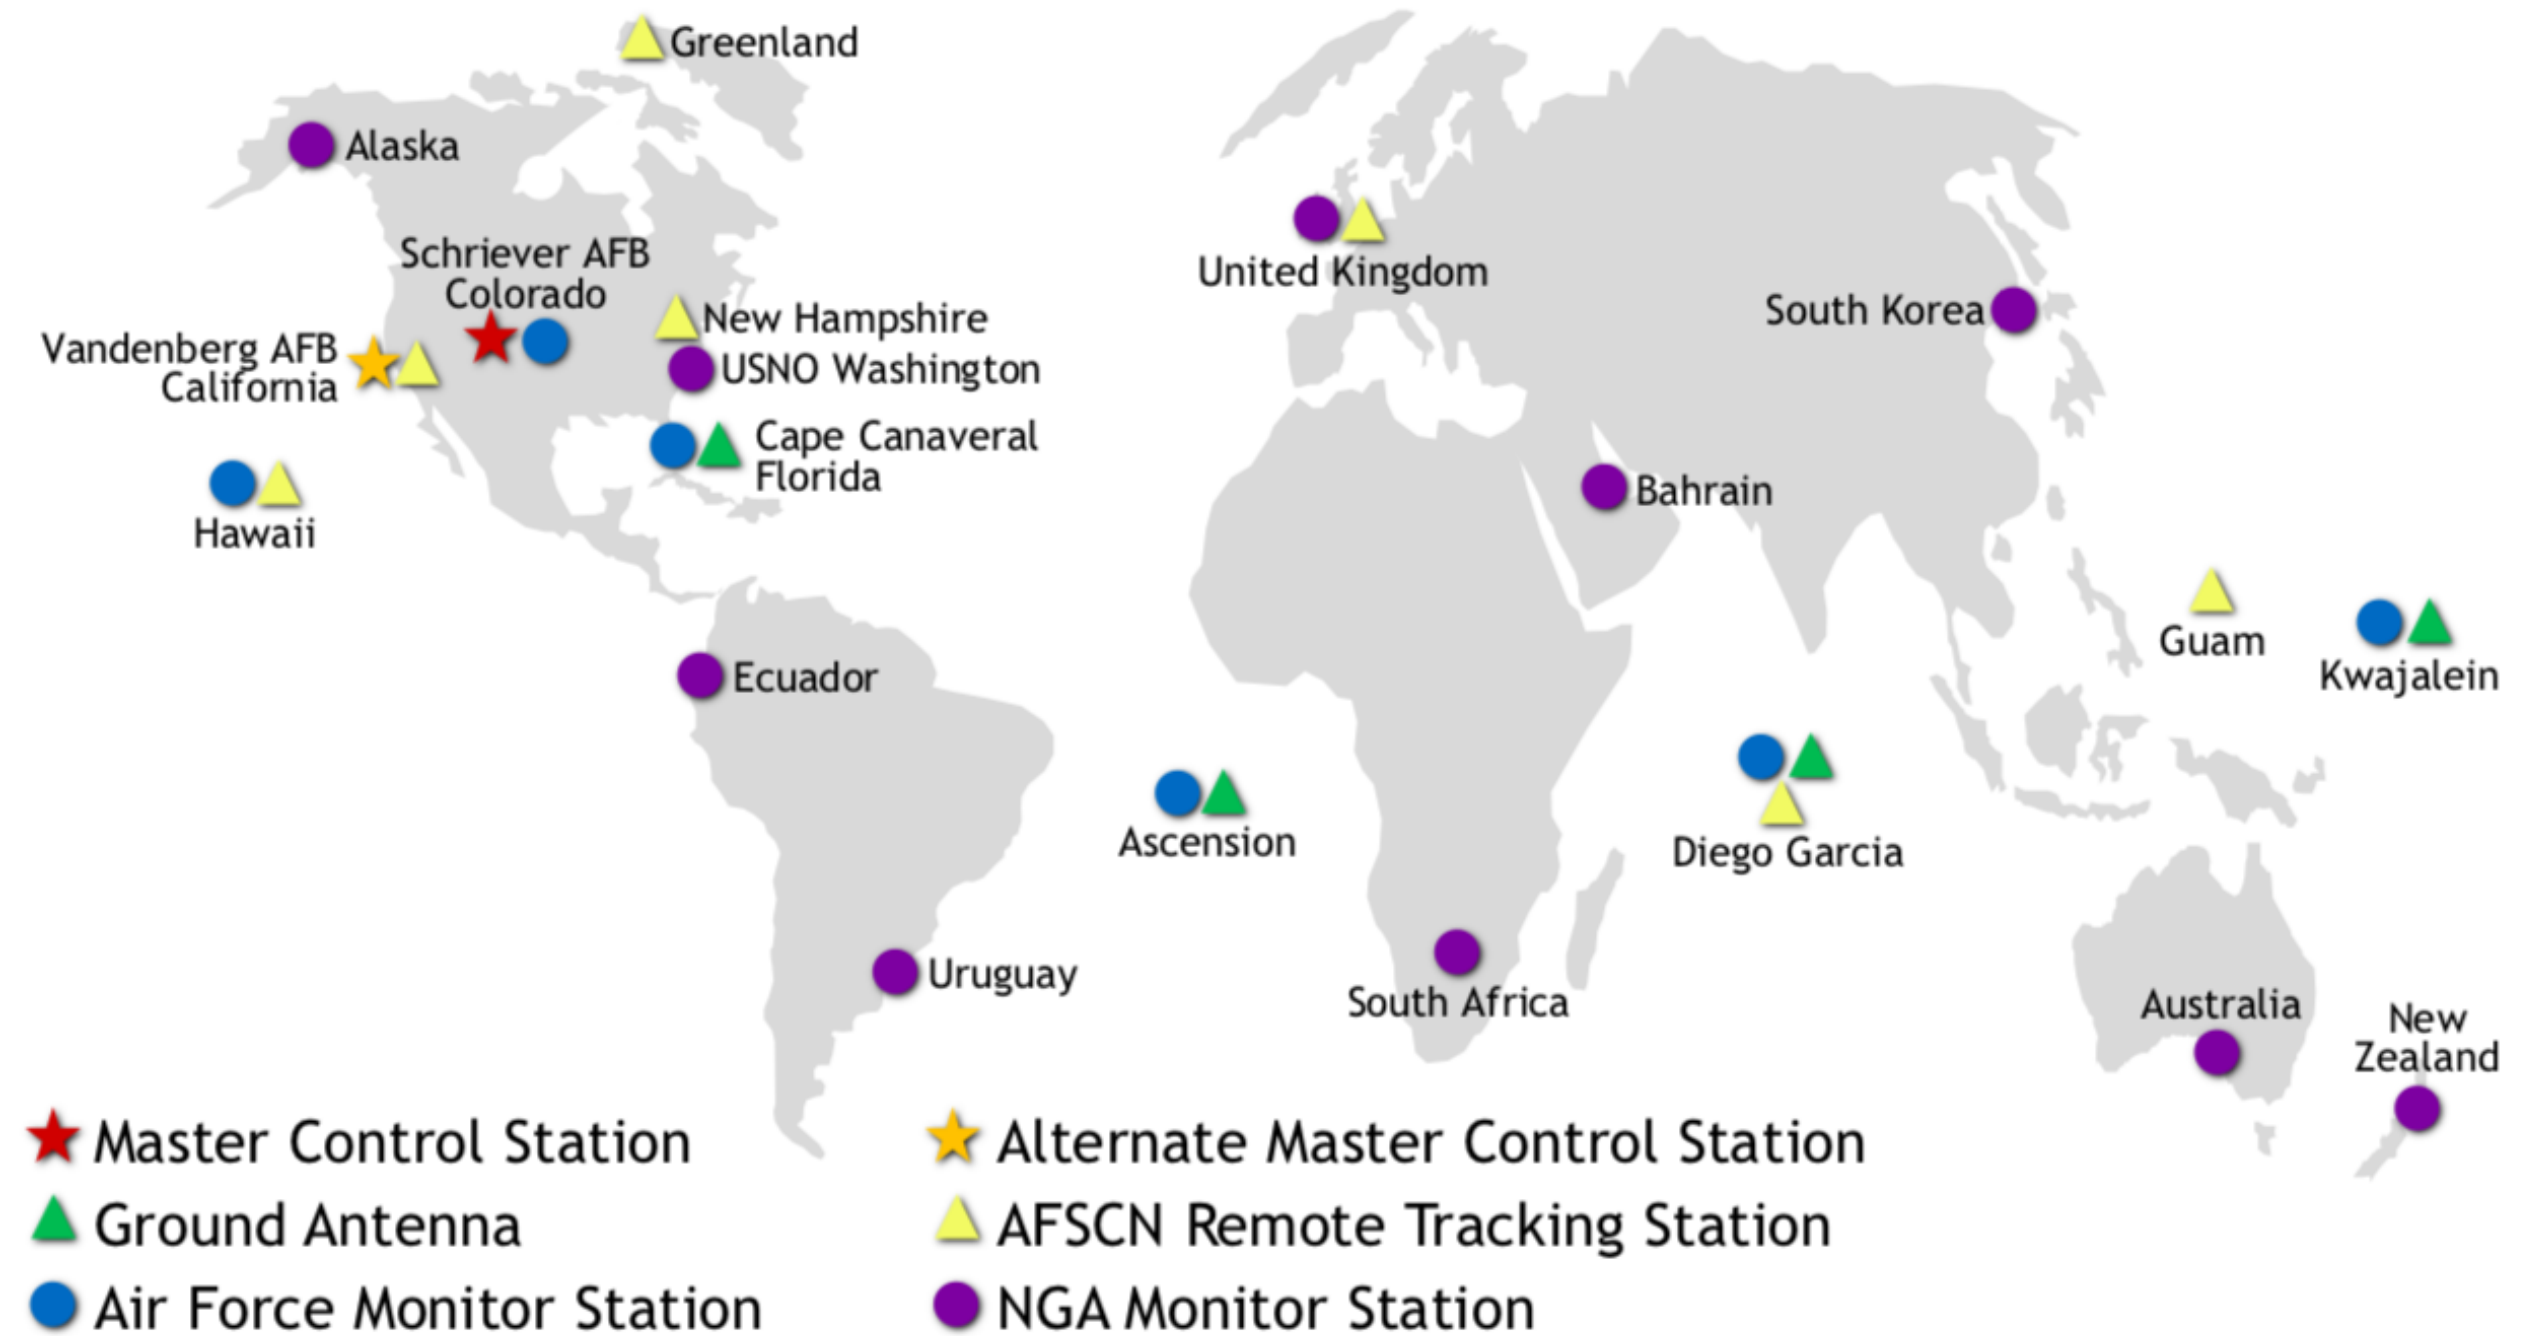 Greenland
Alaska
Schriever AFB
Colorado
New Hampshire
Vandenberg AFB
California
USNO Washington
Cape Canaveral
Florida
Hawaii
United Kingdom
South Korea
Bahrain
Guam
Kwajalein
Ecuador
Ascension
Diego Garcia
Uruguay
South Africa
Australia
New
Zealand
Master Control Station
Alternate Master Control Station
Ground Antenna
AFSCN Remote Tracking Station
Air Force Monitor Station
NGA Monitor Station